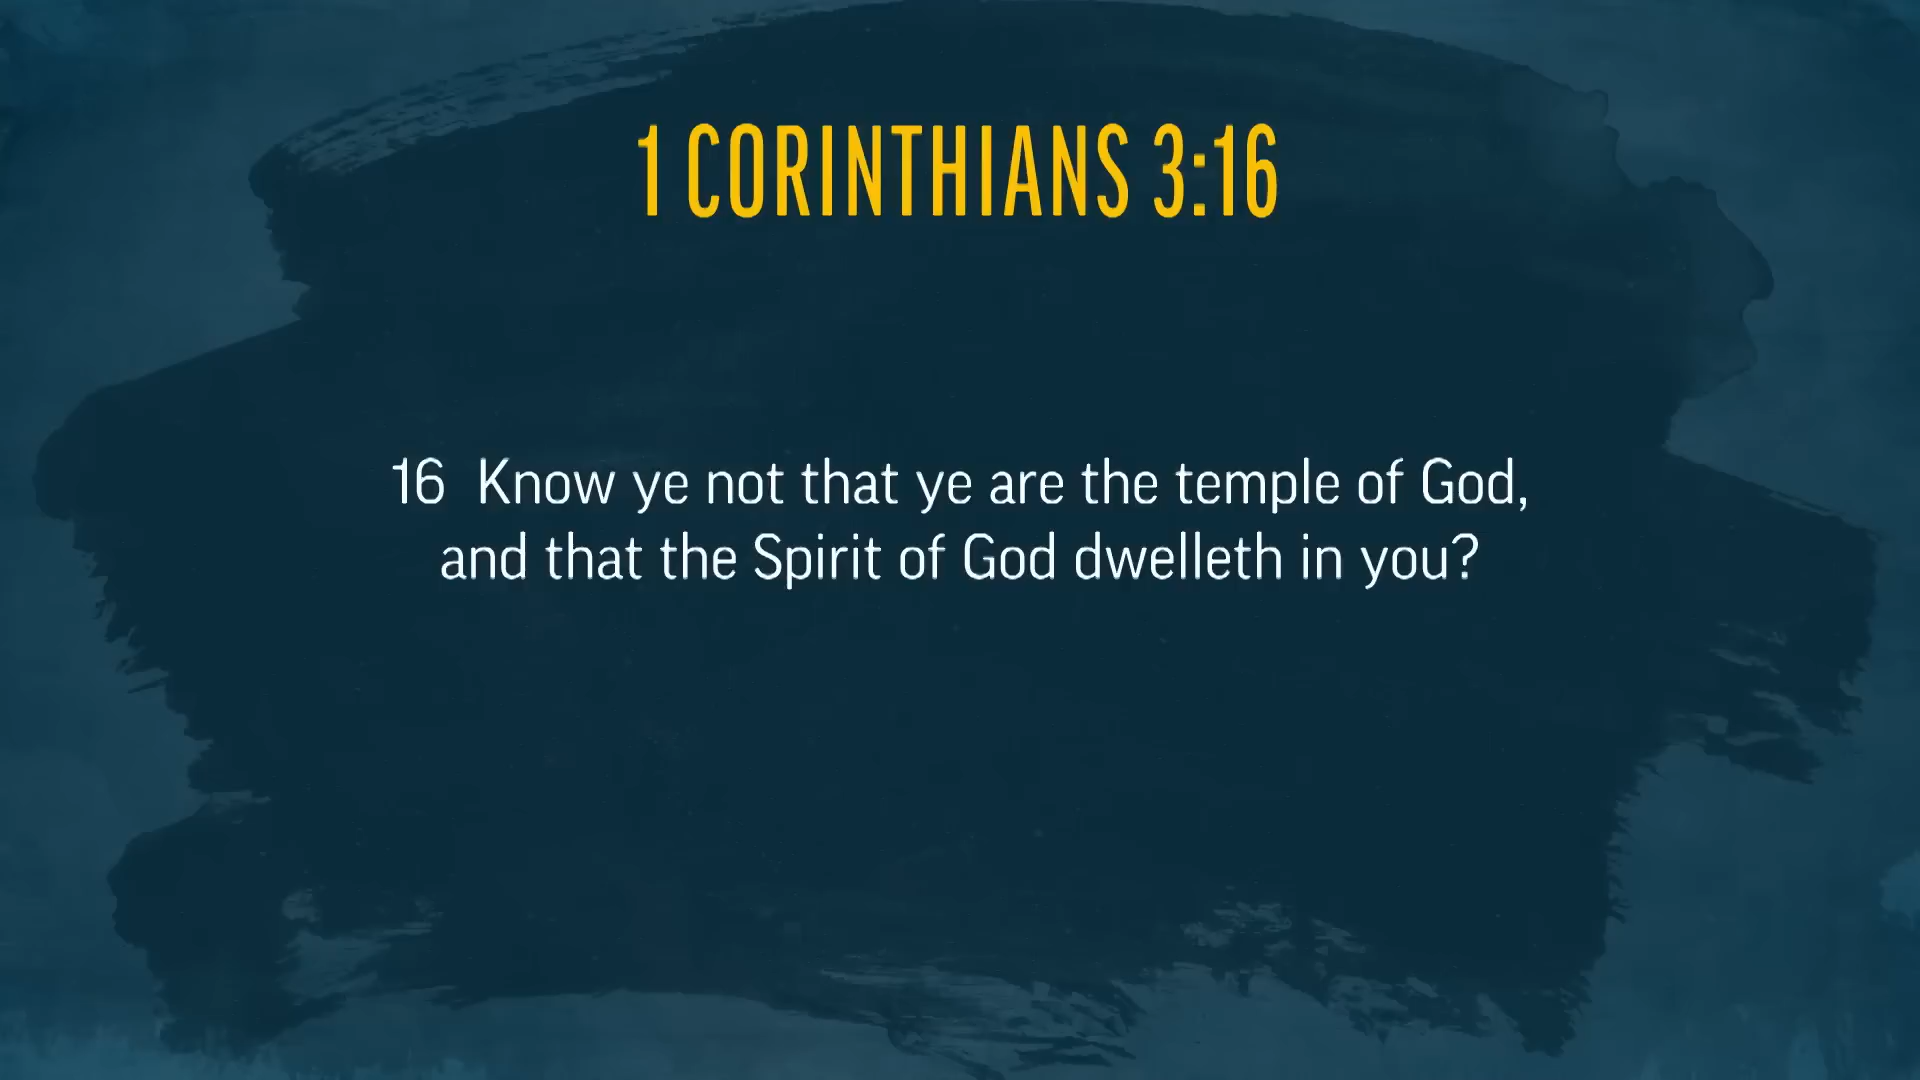 1 CORINTHIANS 3:16
16 Know ye not that ye are the temple of God,
and that the Spirit of God dwelleth in you?